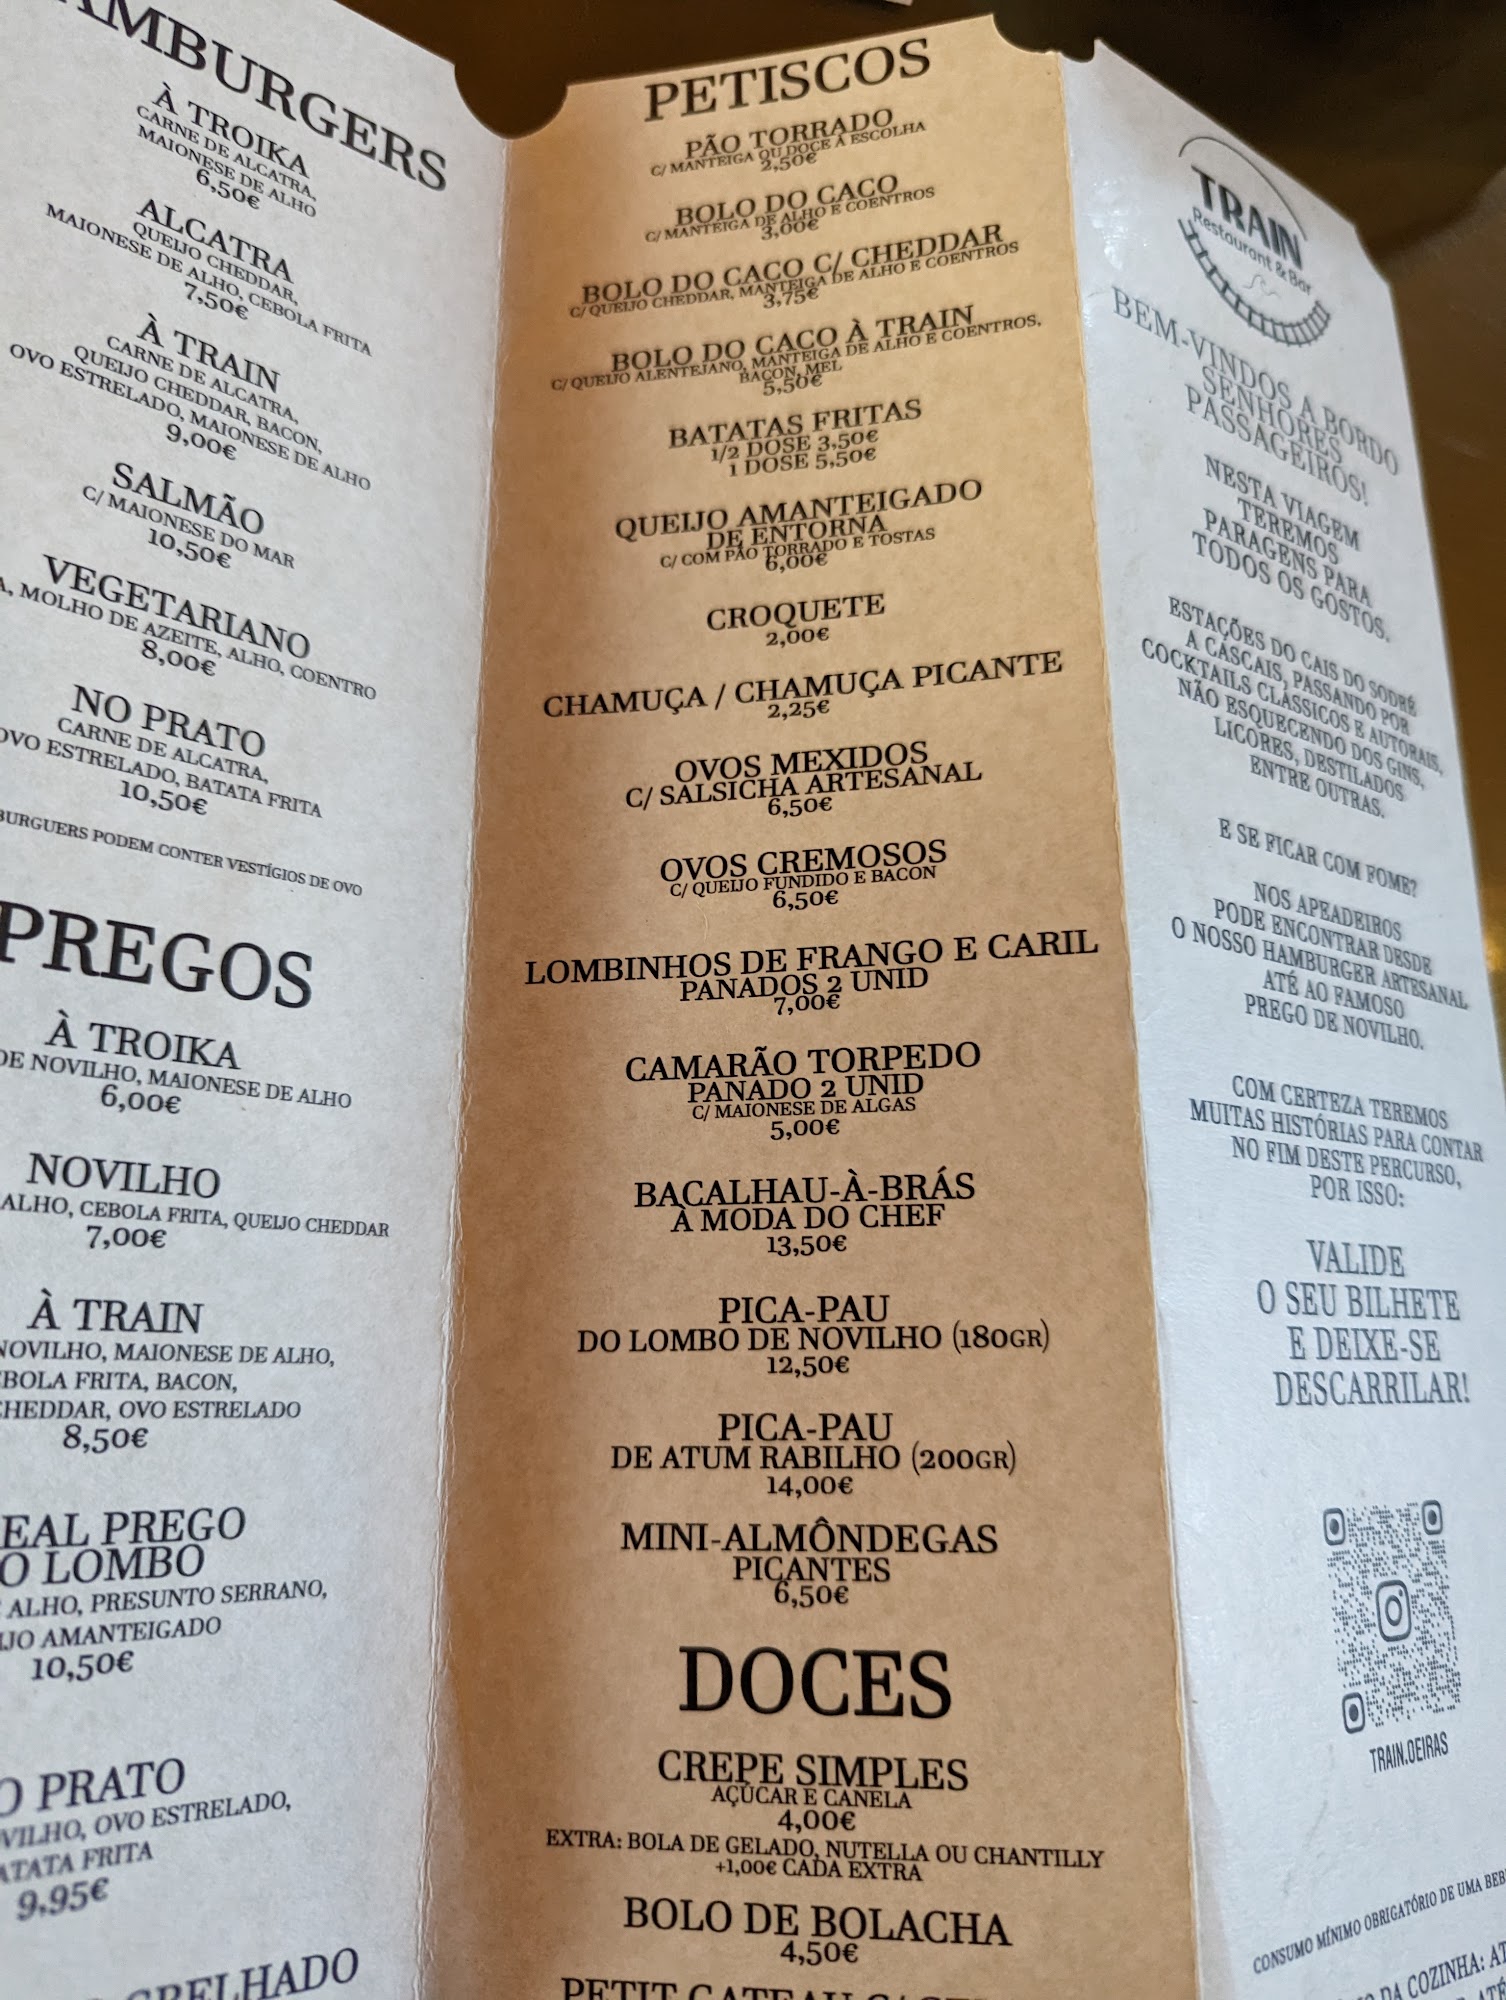 HAMBURGERS
À TROIKA
CARNE DE ALCATRA,
MAIONESE DE ALHO
6,50€
ALCATRA
QUEIJO CHEDDAR,
MAIONESE DE ALHO, CEBOLA FRITA
7,50€
À TRAIN
CARNE DE ALCATRA,
QUEIJO CHEDDAR, BACON,
OVO ESTRELADO, MAIONESE DE ALHO
9,00€
SALMÃO
C/ MAIONESE DO MAR
10,50€
VEGETARIANO
MOLHO DE AZEITE, ALHO, COENTRO
8,00€
NO PRATO
CARNE DE ALCATRA,
OVO ESTRELADO, BATATA FRITA
10,50€
BURGUERS PODEM CONTER VESTÍGIOS DE OVO
PREGOS
À TROIKA
DE NOVILHO, MAIONESE DE ALHO
6,00€
NOVILHO
ALHO, CEBOLA FRITA, QUEIJO CHEDDAR
7,00€
À TRAIN
NOVILHO, MAIONESE DE ALHO,
EBOLA FRITA, BACON,
CHEDDAR, OVO ESTRELADO
8,50€
EAL PREGO
O LOMBO
ALHO, PRESUNTO SERRANO,
IJO AMANTEIGADO
10,50€
O PRATO
VILHO, OVO ESTRELADO,
ATATA FRITA
9,95€
GRELHADO
PETISCOS
PÃO TORRADO
C/ MANTEIGA OU DOCE À ESCOLHA
2,50€
BOLO DO CACO
C/ MANTEIGA DE ALHO E COENTROS
3,00€
BOLO DO CACO C/ CHEDDAR
C/ QUEIJO CHEDDAR, MANTEIGA DE ALHO E COENTROS
3,75€
BOLO DO CACO À TRAIN
C/ QUEIJO ALENTEJANO, MANTEIGA DE ALHO E COENTROS,
BACON, MEL
5,50€
BATATAS FRITAS
1/2 DOSE 3,50€
1 DOSE 5,50€
QUEIJO AMANTEIGADO
DE ENTORNA
C/ COM PÃO TORRADO E TOSTAS
6,00€
CROQUETE
2,00€
CHAMUÇA / CHAMUÇA PICANTE
2,25€
OVOS MEXIDOS
C/ SALSICHA ARTESANAL
6,50€
OVOS CREMOSOS
C/ QUEIJO FUNDIDO E BACON
6,50€
LOMBINHOS DE FRANGO E CARIL
PANADOS 2 UNID
7,00€
CAMARÃO TORPEDO
PANADO 2 UNID
C/ MAIONESE DE ALGAS
5,00€
BACALHAU-À-BRÁS
À MODA DO CHEF
13,50€
PICA-PAU
DO LOMBO DE NOVILHO (180GR)
12,50€
PICA-PAU
DE ATUM RABILHO (200GR)
14,00€
MINI-ALMÔNDEGAS
PICANTES
6,50€
DOCES
CREPE SIMPLES
AÇÚCAR E CANELA
4,00€
EXTRA: BOLA DE GELADO, NUTELLA OU CHANTILLY
+1,00€ CADA EXTRA
BOLO DE BOLACHA
4,50€
PETIT GATEAU C/
TRAIN
Restaurant & Bar
BEM-VINDOS A BORDO
SENHORES
PASSAGEIROS!
NESTA VIAGEM
TEREMOS
PARAGENS PARA
TODOS OS GOSTOS.
ESTAÇÕES DO CAIS DO SODRÉ
A CASCAIS, PASSANDO POR
COCKTAILS CLÁSSICOS E AUTORAIS,
NÃO ESQUECENDO DOS GINS,
LICORES, DESTILADOS
ENTRE OUTRAS.
E SE FICAR COM FOME?
NOS APEADEIROS
PODE ENCONTRAR DESDE
O NOSSO HAMBURGER ARTESANAL
ATÉ AO FAMOSO
PREGO DE NOVILHO.
COM CERTEZA TEREMOS
MUITAS HISTÓRIAS PARA CONTAR
NO FIM DESTE PERCURSO,
POR ISSO:
VALIDE
O SEU BILHETE
E DEIXE-SE
DESCARRILAR!
TRAIN.OEIRAS
CONSUMO MÍNIMO OBRIGATÓRIO DE UMA BEB
DA COZINHA: AT
ATÉ